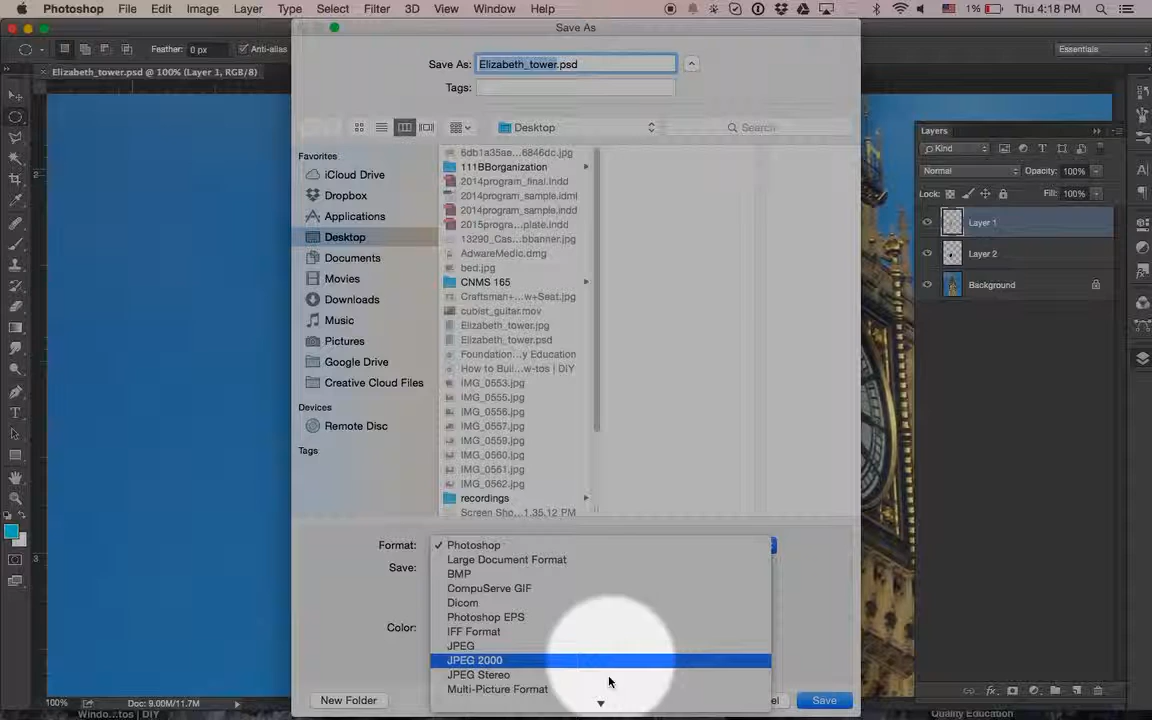 Photoshop File Edit Image Layer Type Select Filter 3D View Window Help 1% Thu 4:18 PM
Save As
Feather: 0 px Anti-alias Essentials
Save As: Elizabeth_tower.psd
Elizabeth_tower.psd @ 100% (Layer 1, RGB/8)
Tags:
Desktop Search
Layers
Kind
Normal Opacity: 100%
Lock: Fill: 100%
Layer 1
Layer 2
Background
Favorites
iCloud Drive
Dropbox
Applications
Desktop
Documents
Movies
Downloads
Music
Pictures
Google Drive
Creative Cloud Files
Devices
Remote Disc
Tags
6db1a35ae...6846dc.jpg
111BBorganization
2014program_final.indd
2014program_sample.idml
2014program_sample.indd
2015progra...plate.indd
13290_Cas...bbanner.jpg
AdwareMedic.dmg
bed.jpg
CNMS 165
Craftsman+...w+Seat.jpg
cubist_guitar.mov
Elizabeth_tower.jpg
Elizabeth_tower.psd
Foundation...y Education
How to Buil...w-tos | DIY
IMG_0553.jpg
IMG_0555.jpg
IMG_0556.jpg
IMG_0557.jpg
IMG_0559.jpg
IMG_0560.jpg
IMG_0561.jpg
IMG_0562.jpg
recordings
Screen Sho...1.35.12 PM
Format: Photoshop
Large Document Format
Save:
BMP
CompuServe GIF
Dicom
Photoshop EPS
Color:
IFF Format
JPEG
JPEG 2000
JPEG Stereo
Multi-Picture Format
New Folder el Save
100% Doc: 9.00M/11.7M
Windo...tos | DIY Quality Education